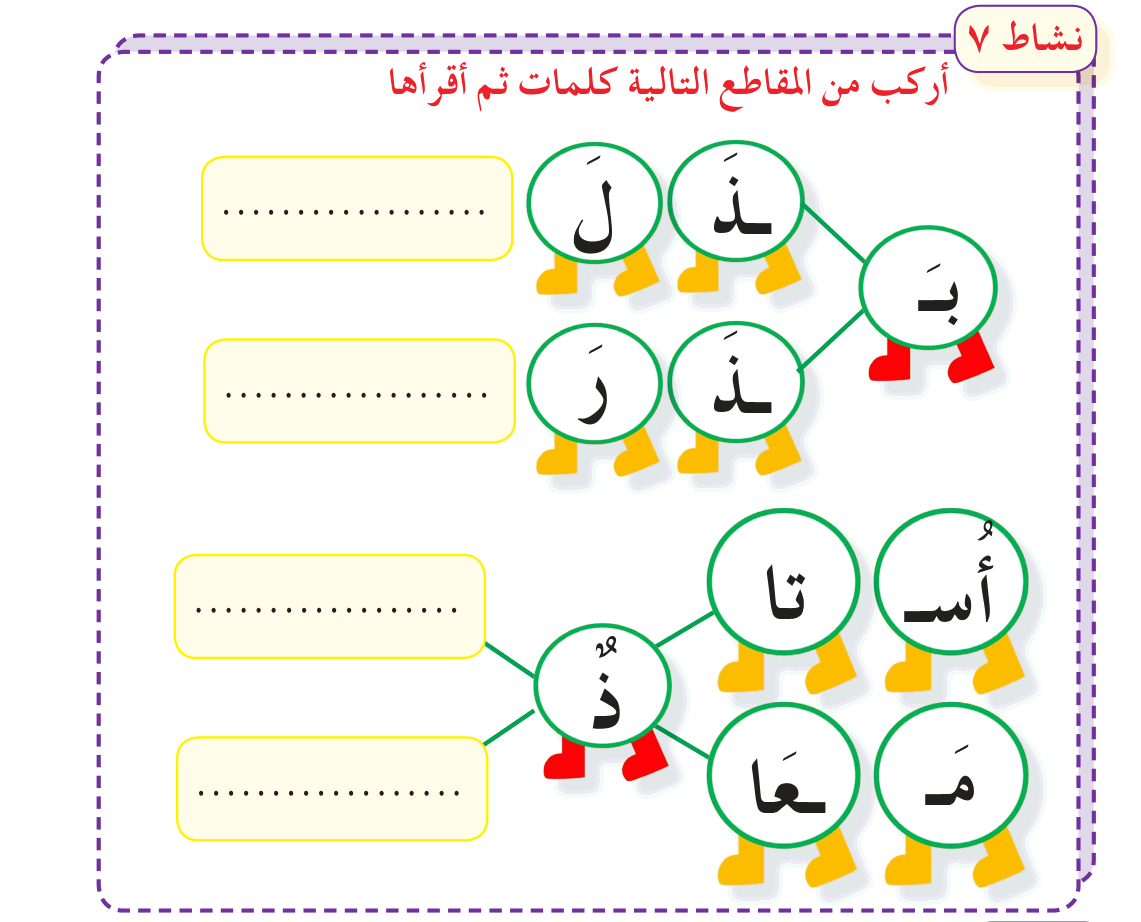 نشاط ٧
أركب من المقاطع التالية كلمات ثم أقرأها
بَـ
ـذَ لَ ..................
ـذَ رَ ..................
أُسـ تا
ذٌ
..................
مَـ ـعَا
..................